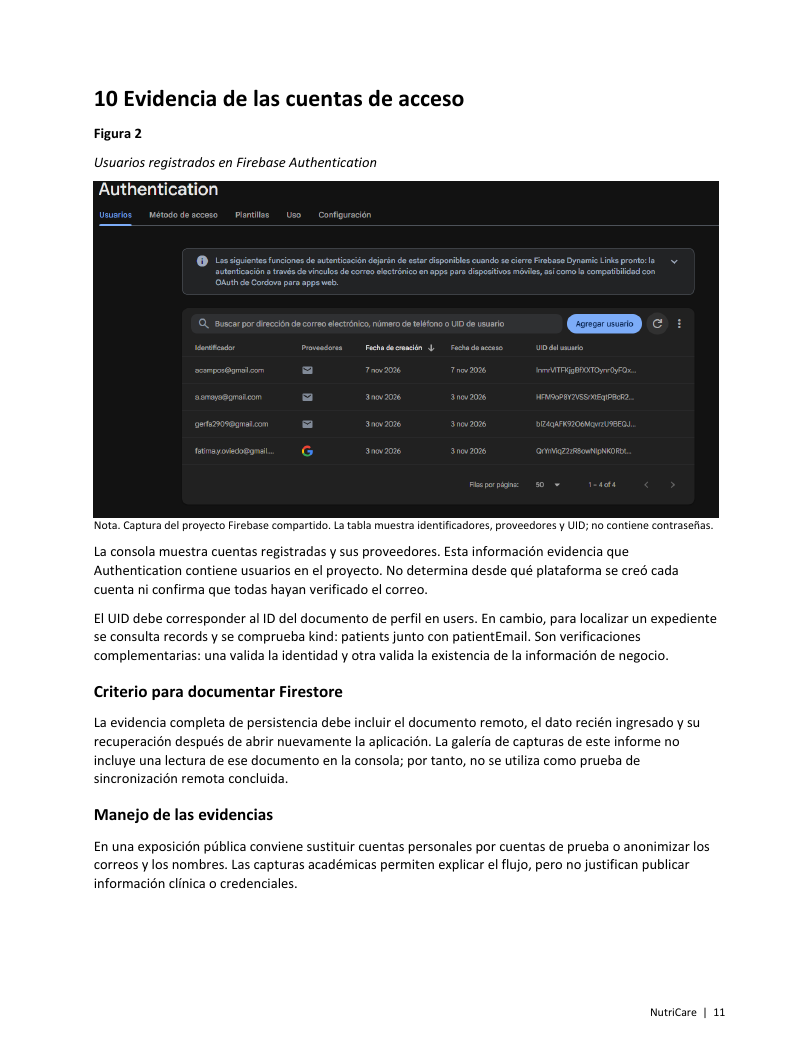 10 Evidencia de las cuentas de acceso
Figura 2
Usuarios registrados en Firebase Authentication
Authentication
Usuarios Método de acceso Plantillas Uso Configuración
Las siguientes funciones de autenticación dejarán de estar disponibles cuando se cierre Firebase Dynamic Links pronto: la
autenticación a través de vínculos de correo electrónico en apps para dispositivos móviles, así como la compatibilidad con
OAuth de Cordova para apps web.
Buscar por dirección de correo electrónico, número de teléfono o UID de usuario Agregar usuario
Identificador Proveedores Fecha de creación Fecha de acceso UID del usuario
acampos@gmail.com 7 nov 2026 7 nov 2026
a.amaya@gmail.com 3 nov 2026 3 nov 2026
gerfa2909@gmail.com 3 nov 2026 3 nov 2026
fatima.y.oviedo@gmail.... 3 nov 2026 3 nov 2026
Filas por página: 50 1 – 4 of 4
Nota. Captura del proyecto Firebase compartido. La tabla muestra identificadores, proveedores y UID; no contiene contraseñas.
La consola muestra cuentas registradas y sus proveedores. Esta información evidencia que
Authentication contiene usuarios en el proyecto. No determina desde qué plataforma se creó cada
cuenta ni confirma que todas hayan verificado el correo.
El UID debe corresponder al ID del documento de perfil en users. En cambio, para localizar un expediente
se consulta records y se comprueba kind: patients junto con patientEmail. Son verificaciones
complementarias: una valida la identidad y otra valida la existencia de la información de negocio.
Criterio para documentar Firestore
La evidencia completa de persistencia debe incluir el documento remoto, el dato recién ingresado y su
recuperación después de abrir nuevamente la aplicación. La galería de capturas de este informe no
incluye una lectura de ese documento en la consola; por tanto, no se utiliza como prueba de
sincronización remota concluida.
Manejo de las evidencias
En una exposición pública conviene sustituir cuentas personales por cuentas de prueba o anonimizar los
correos y los nombres. Las capturas académicas permiten explicar el flujo, pero no justifican publicar
información clínica o credenciales.
NutriCare | 11